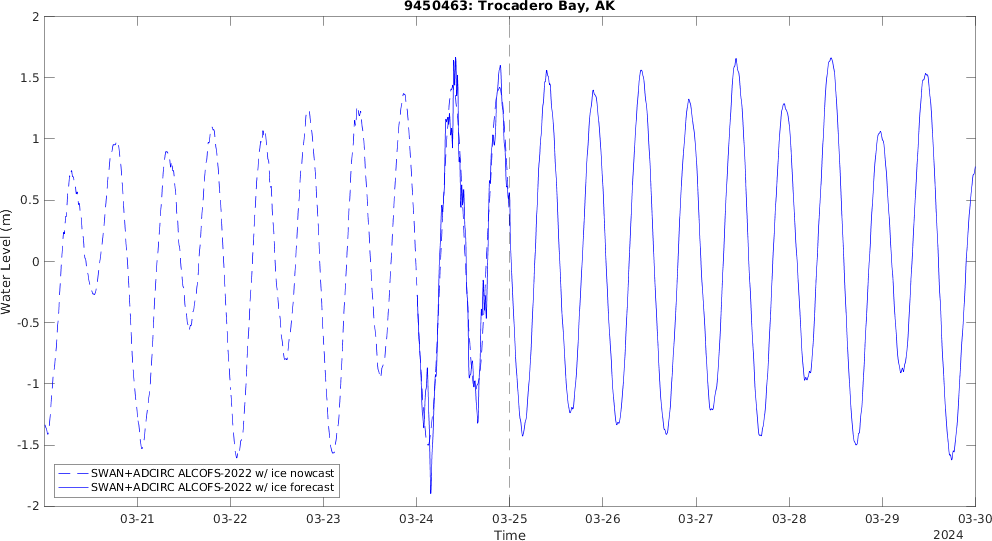 9450463: Trocadero Bay, AK
2
1.5
1
0.5
0
-0.5
-1
-1.5
-2
Water Level (m)
SWAN+ADCIRC ALCOFS-2022 w/ ice nowcast
SWAN+ADCIRC ALCOFS-2022 w/ ice forecast
03-21 03-22 03-23 03-24 03-25 03-26 03-27 03-28 03-29 03-30
Time
2024